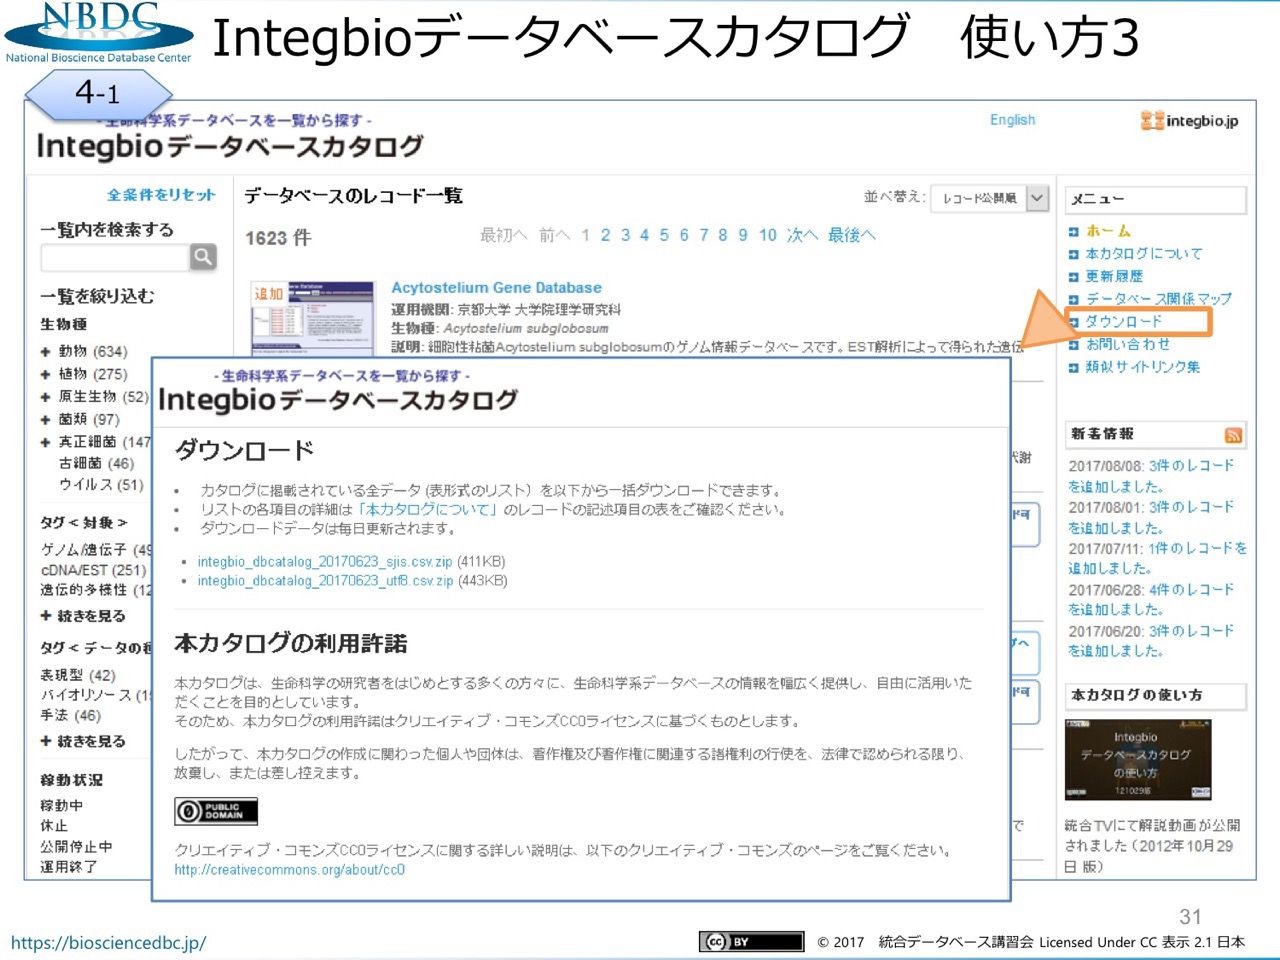 NBDC
National Bioscience Database Center
Integbioデータベースカタログ　使い方3
4-1
- 生命科学系データベースを一覧から探す -
Integbioデータベースカタログ
English
integbio.jp
全条件をリセット
一覧内を検索する
一覧を絞り込む
生物種
+ 動物 (634)
+ 植物 (275)
+ 原生生物 (52)
+ 菌類 (97)
+ 真正細菌 (147
古細菌 (46)
ウイルス (51)
タグ＜対象＞
ゲノム/遺伝子 (49
cDNA/EST (251)
遺伝的多様性 (12
+ 続きを見る
タグ＜データの種
表現型 (42)
バイオリソース (15
手法 (46)
+ 続きを見る
稼動状況
稼動中
休止
公開停止中
運用終了
データベースのレコード一覧
並べ替え: レコード公開順
1623 件
最初へ 前へ 1 2 3 4 5 6 7 8 9 10 次へ 最後へ
追加
Acytostelium Gene Database
運用機関: 京都大学 大学院理学研究科
生物種: Acytostelium subglobosum
説明: 細胞性粘菌Acytostelium subglobosumのゲノム情報データベースです。EST解析によって得られた遺伝
代謝
ド可
へ
ド可
で
- 生命科学系データベースを一覧から探す -
Integbioデータベースカタログ
ダウンロード
• カタログに掲載されている全データ (表形式のリスト) を以下から一括ダウンロードできます。
• リストの各項目の詳細は「本カタログについて」のレコードの記述項目の表をご確認ください。
• ダウンロードデータは毎日更新されます。
• integbio_dbcatalog_20170623_sjis.csv.zip (411KB)
• integbio_dbcatalog_20170623_utf8.csv.zip (443KB)
本カタログの利用許諾
本カタログは、生命科学の研究者をはじめとする多くの方々に、生命科学系データベースの情報を幅広く提供し、自由に活用いた
だくことを目的としています。
そのため、本カタログの利用許諾はクリエイティブ・コモンズCC0ライセンスに基づくものとします。
したがって、本カタログの作成に関わった個人や団体は、著作権及び著作権に関連する諸権利の行使を、法律で認められる限り、
放棄し、または差し控えます。
PUBLIC
DOMAIN
クリエイティブ・コモンズCC0ライセンスに関する詳しい説明は、以下のクリエイティブ・コモンズのページをご覧ください。
http://creativecommons.org/about/cc0
メニュー
ホーム
本カタログについて
更新履歴
データベース関係マップ
ダウンロード
お問い合わせ
類似サイトリンク集
新着情報
2017/08/08: 3件のレコード
を追加しました。
2017/08/01: 3件のレコード
を追加しました。
2017/07/11: 1件のレコードを
追加しました。
2017/06/28: 4件のレコード
を追加しました。
2017/06/20: 3件のレコード
を追加しました。
本カタログの使い方
Integbio
データベースカタログ
の使い方
121029版
統合TVにて解説動画が公開
されました（2012年10月29
日 版）
31
https://biosciencedbc.jp/
cc BY
© 2017　統合データベース講習会 Licensed Under CC 表示 2.1 日本